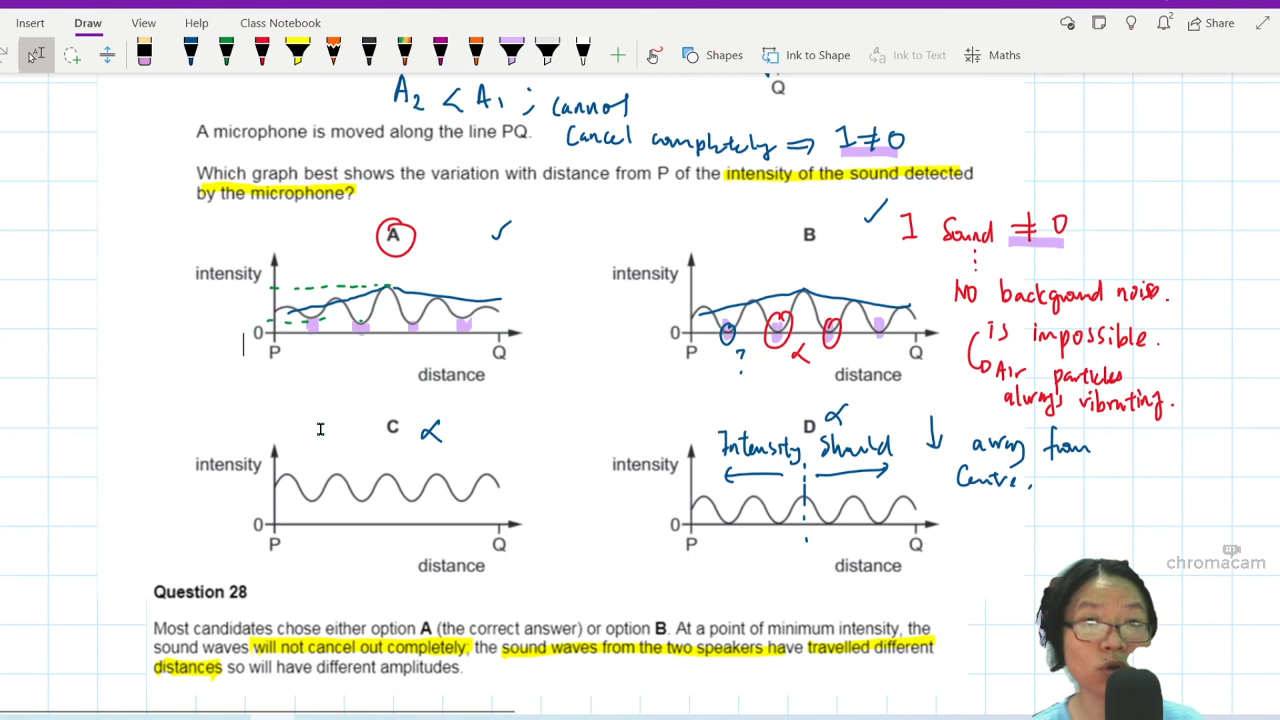 Insert Draw View Help Class Notebook Share
Shapes Ink to Shape Ink to Text Maths
A₂ < A₁ ; cannot
Q
A microphone is moved along the line PQ.
Cancel completely ⇒ I ≠ 0
Which graph best shows the variation with distance from P of the intensity of the sound detected
by the microphone?
A ✓
B ✓
I Sound ≠ 0
intensity
intensity
No background noise.
is impossible.
0
0
?
α
P Q
P Q
Air particles
always vibrating.
distance
distance
C α
D α
Intensity Should ↓ away from
Centre.
intensity
intensity
0
0
P Q
P Q
distance
distance
chromacam
Question 28
Most candidates chose either option A (the correct answer) or option B. At a point of minimum intensity, the
sound waves will not cancel out completely; the sound waves from the two speakers have travelled different
distances so will have different amplitudes.